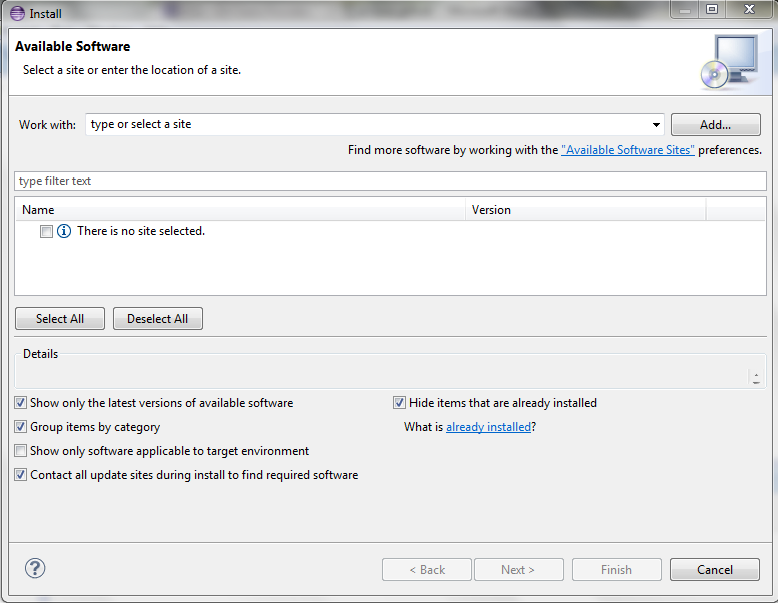 Install
Available Software
Select a site or enter the location of a site.
Work with: type or select a site Add...
Find more software by working with the "Available Software Sites" preferences.
type filter text
Name Version
There is no site selected.
Select All Deselect All
Details
Show only the latest versions of available software Hide items that are already installed
Group items by category What is already installed?
Show only software applicable to target environment
Contact all update sites during install to find required software
< Back Next > Finish Cancel